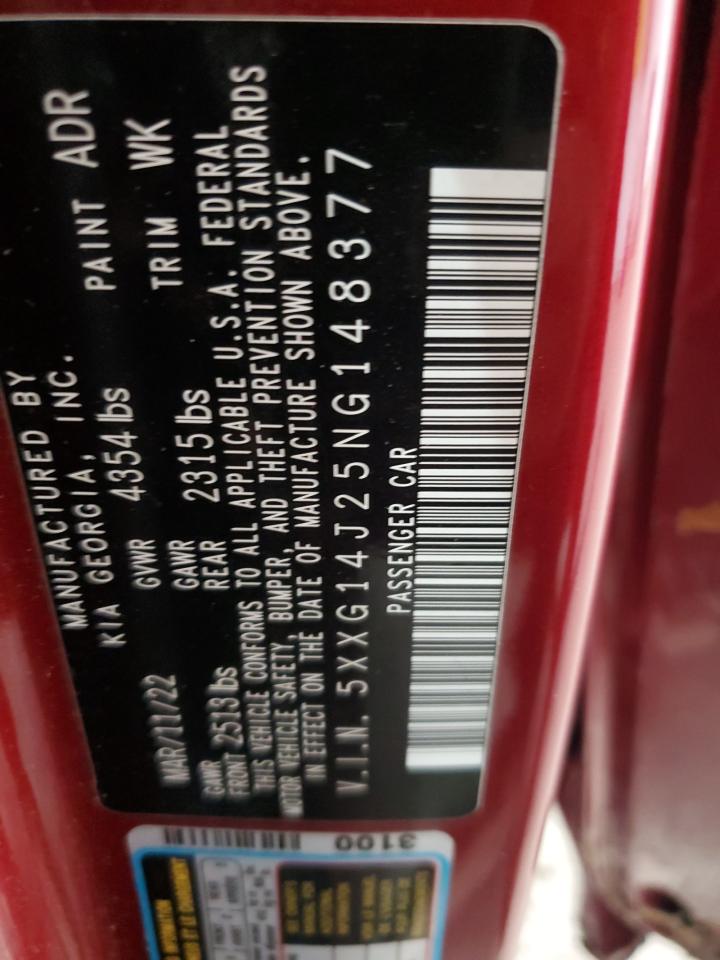 MANUFACTURED BY
KIA GEORGIA, INC.
MAR/11/22 GVWR 4354 lbs PAINT ADR
GAWR FRONT 2513 lbs GAWR REAR 2315 lbs TRIM WK
THIS VEHICLE CONFORMS TO ALL APPLICABLE U.S.A. FEDERAL
MOTOR VEHICLE SAFETY, BUMPER, AND THEFT PREVENTION STANDARDS
IN EFFECT ON THE DATE OF MANUFACTURE SHOWN ABOVE.
V.I.N. 5XXG14J25NG148377
PASSENGER CAR
3100